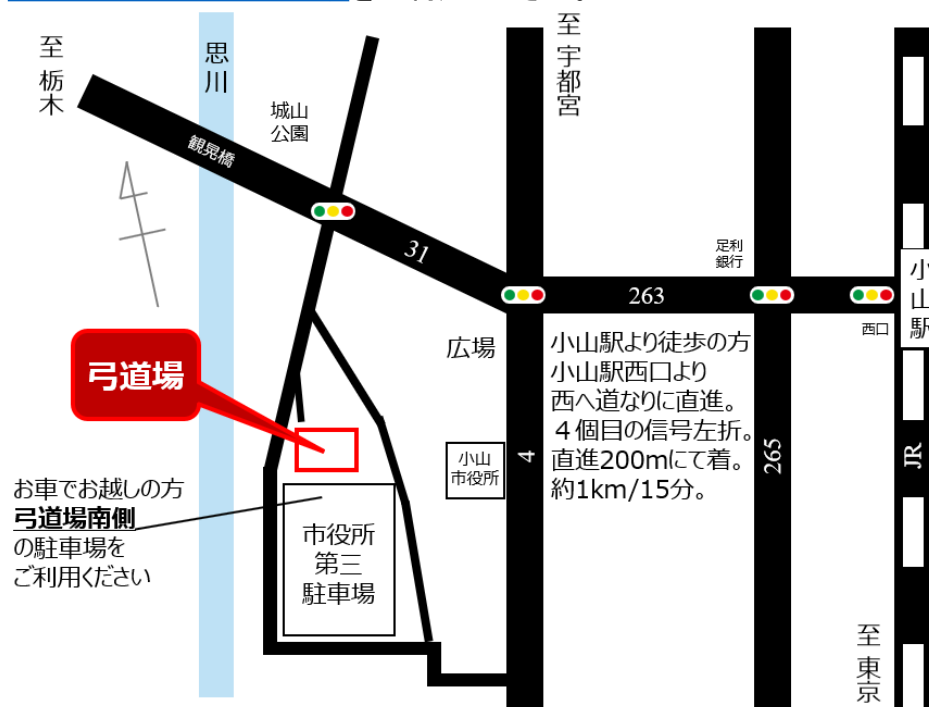 至
栃
木
思
川
城山
公園
至
宇
都
宮
観晃橋
31
足利
銀行
263
小
山
駅
西口
広場
小山駅より徒歩の方
小山駅西口より
西へ道なりに直進。
４個目の信号左折。
直進200mにて着。
約1km/15分。
弓道場
小山
市役所
4
265
JR
お車でお越しの方
弓道場南側
の駐車場を
ご利用ください
市役所
第三
駐車場
至
東
京